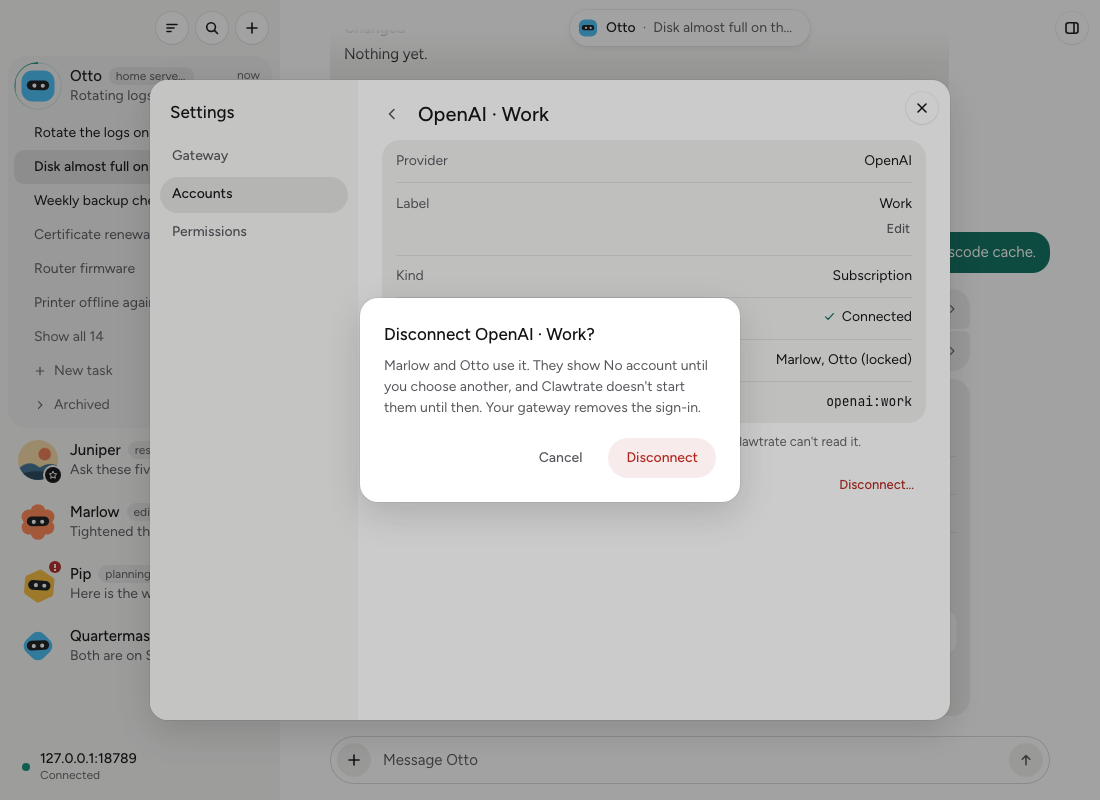 Otto
home serve...
now
Rotating logs
Rotate the logs on
Disk almost full on
Weekly backup che
Certificate renewa
Router firmware
Printer offline again
Show all 14
New task
Archived
Juniper
res
Ask these five
Marlow
edi
Tightened th
Pip
planning
Here is the w
Quartermas
Both are on S
127.0.0.1:18789
Connected
Nothing yet.
Otto · Disk almost full on th...
scode cache.
Settings
Gateway
Accounts
Permissions
OpenAI · Work
Provider
OpenAI
Label
Work
Edit
Kind
Subscription
Connected
Marlow, Otto (locked)
openai:work
lawtrate can't read it.
Disconnect...
Disconnect OpenAI · Work?
Marlow and Otto use it. They show No account until
you choose another, and Clawtrate doesn't start
them until then. Your gateway removes the sign-in.
Cancel
Disconnect
Message Otto